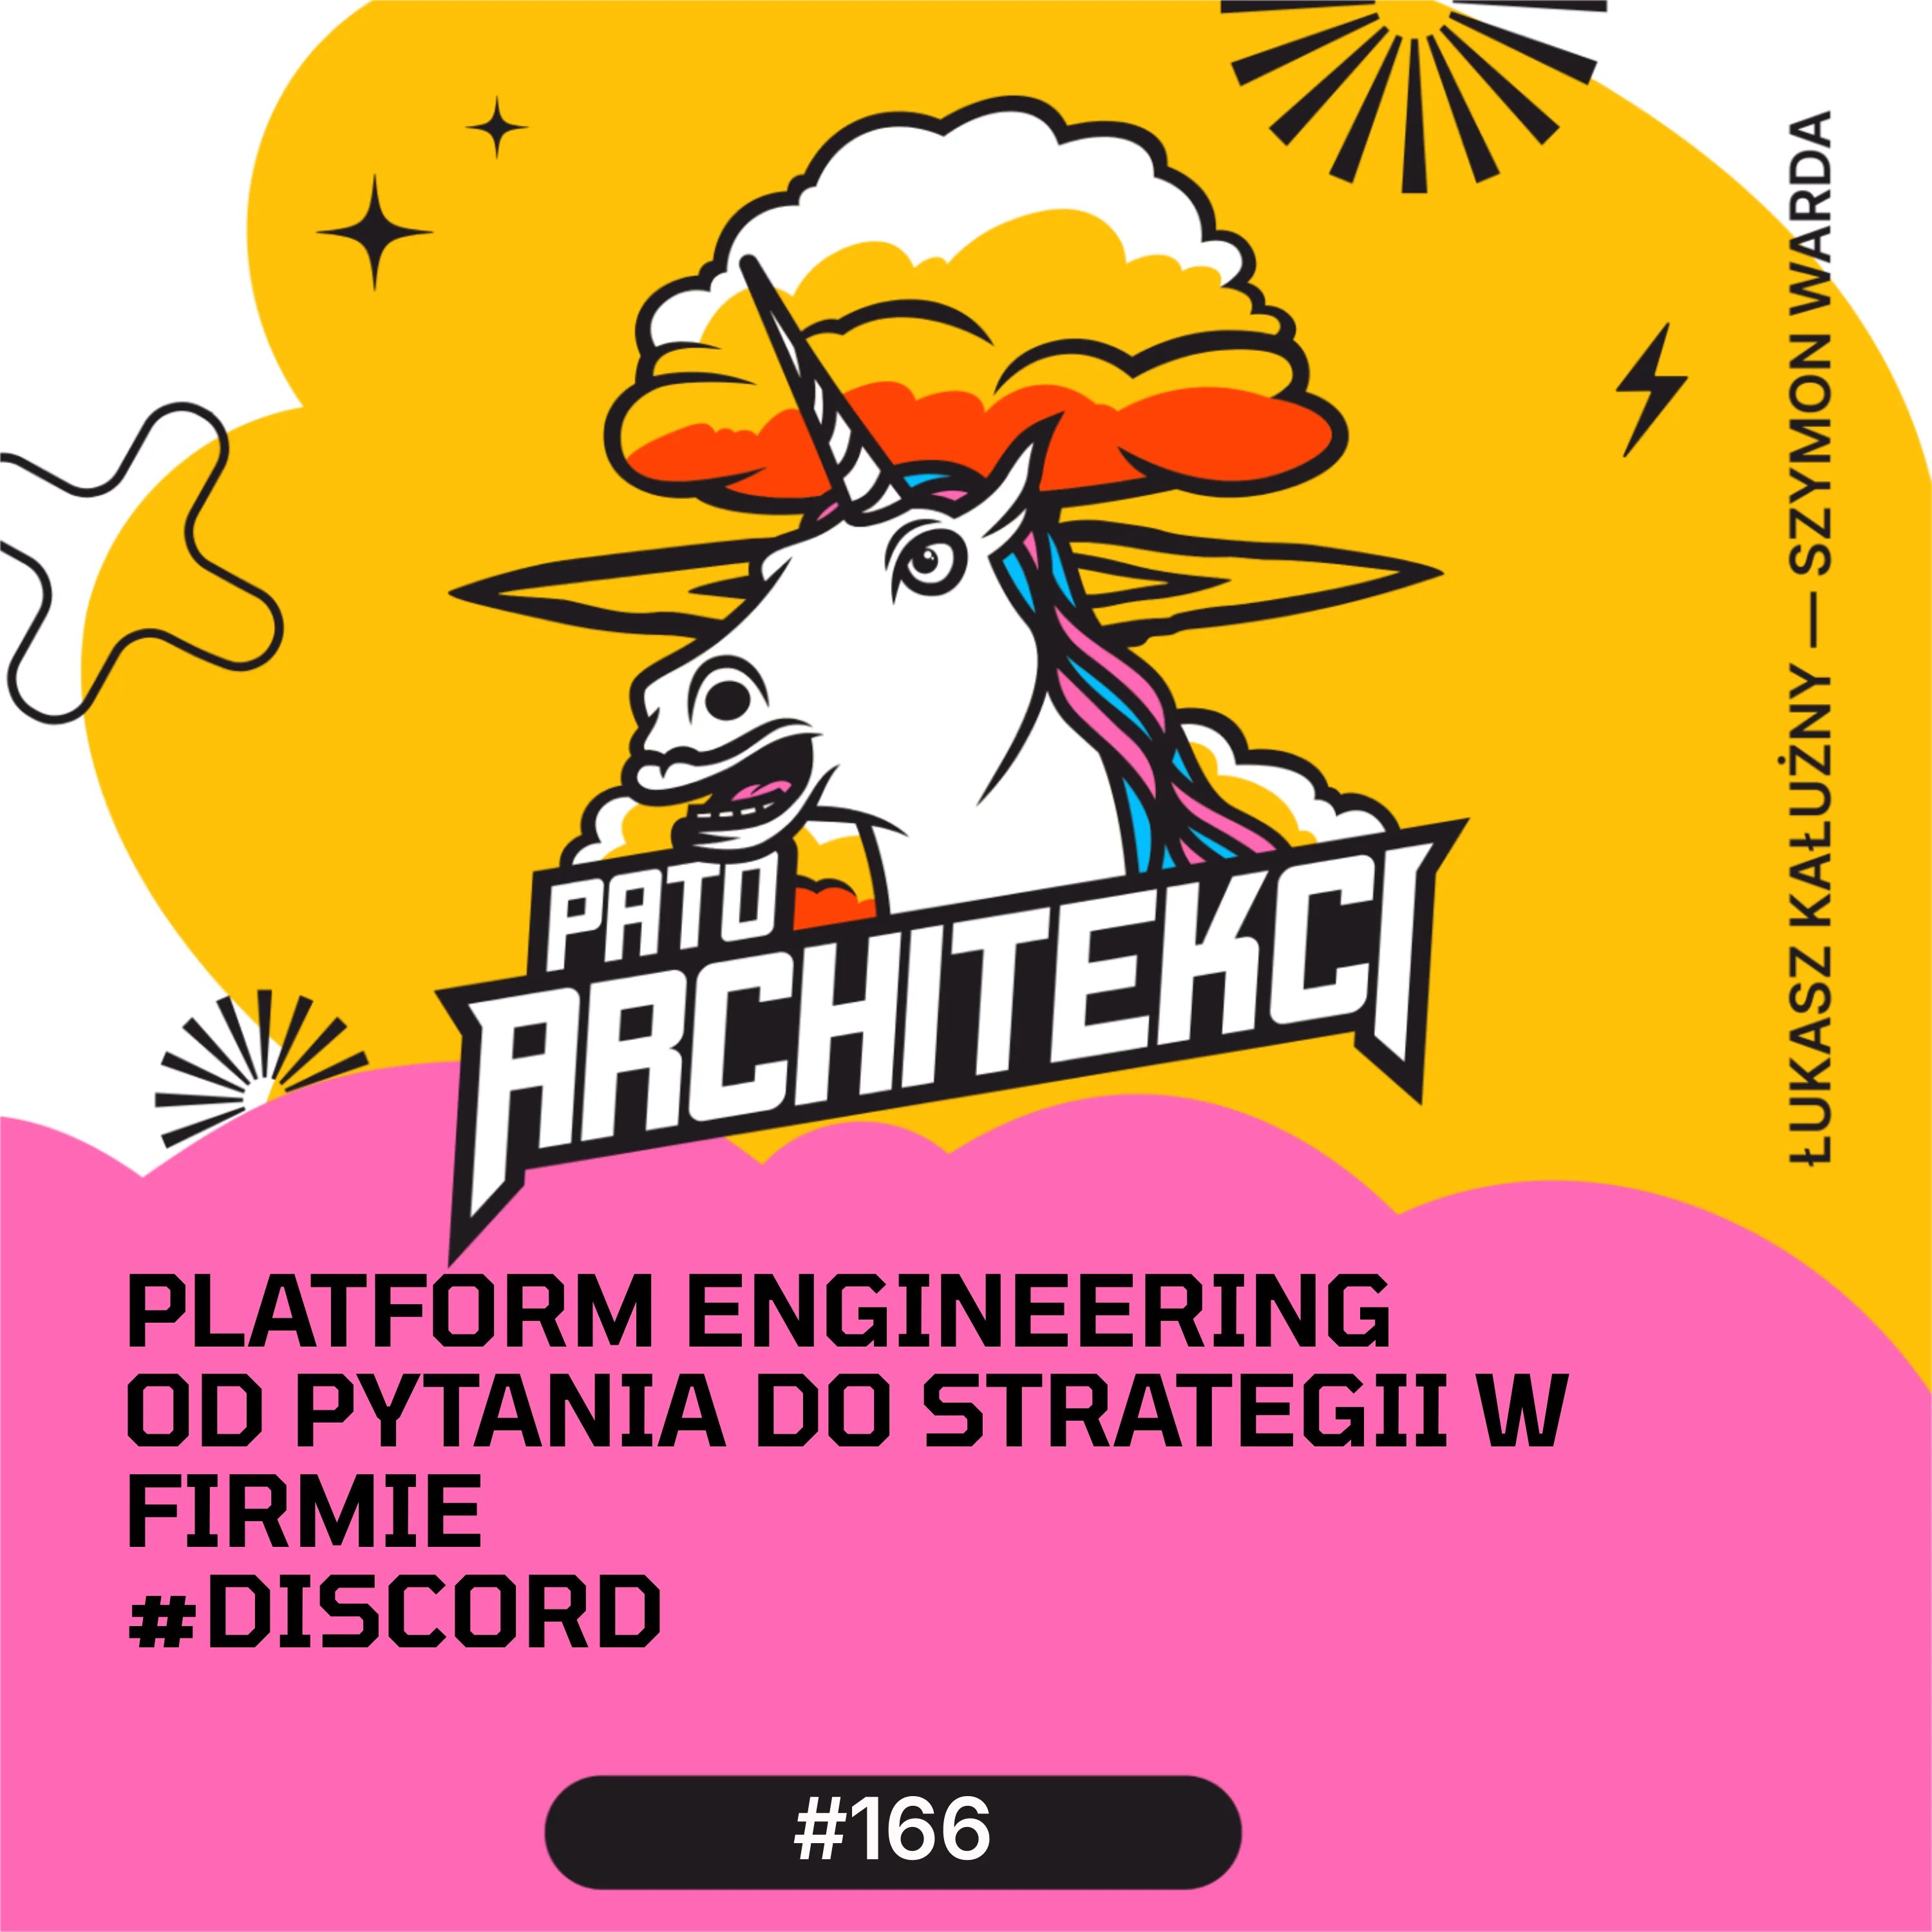 PATO
ARCHITEKCI
ŁUKASZ KAŁUŻNY — SZYMON WARDA
PLATFORM ENGINEERING
OD PYTANIA DO STRATEGII W
FIRMIE
#DISCORD
#166